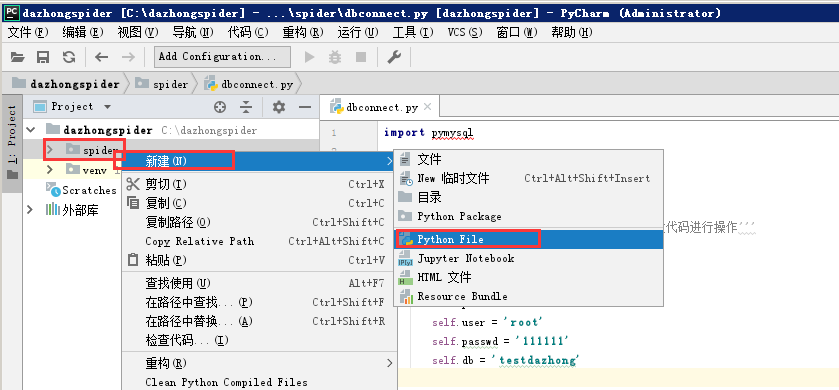 dazhongspider [C:\dazhongspider] - ...\spider\dbconnect.py [dazhongspider] - PyCharm (Administrator)
文件(F) 编辑(E) 视图(V) 导航(N) 代码(C) 重构(R) 运行(U) 工具(I) VCS(S) 窗口(W) 帮助(H)
Add Configuration...
dazhongspider spider dbconnect.py
1: Project
Project
dbconnect.py
dazhongspider C:\dazhongspider
spider
venv
Scratches
外部库
1
import pymysql
2
新建(N)
剪切(I) Ctrl+X
复制(C) Ctrl+C
复制路径(O) Ctrl+Shift+C
Copy Relative Path Ctrl+Alt+Shift+C
粘贴(P) Ctrl+V
查找使用(U) Alt+F7
在路径中查找...(P) Ctrl+Shift+F
在路径中替换...(A) Ctrl+Shift+R
检查代码...(I)
重构(R)
Clean Python Compiled Files
文件
New 临时文件 Ctrl+Alt+Shift+Insert
目录
Python Package
Python File
Jupyter Notebook
HTML 文件
Resource Bundle
代码进行操作'''
self.user = 'root'
self.passwd = '111111'
self.db = 'testdazhong'